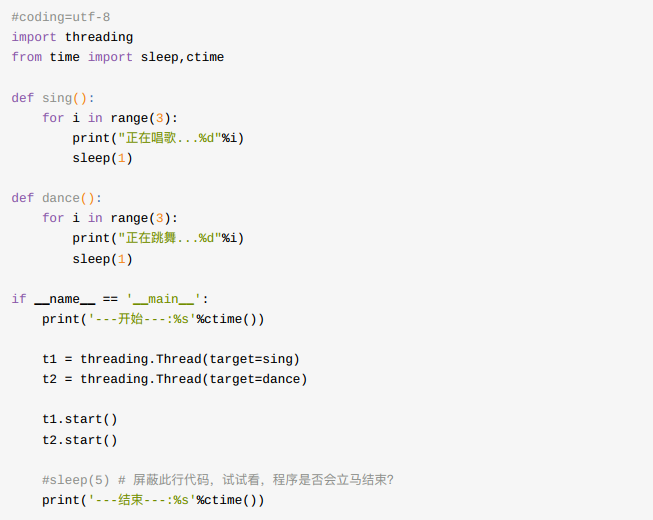 #coding=utf-8
import threading
from time import sleep,ctime

def sing():
    for i in range(3):
        print("正在唱歌...%d"%i)
        sleep(1)

def dance():
    for i in range(3):
        print("正在跳舞...%d"%i)
        sleep(1)

if __name__ == '__main__':
    print('---开始---:%s'%ctime())

    t1 = threading.Thread(target=sing)
    t2 = threading.Thread(target=dance)

    t1.start()
    t2.start()

    #sleep(5) # 屏蔽此行代码，试试看，程序是否会立马结束？
    print('---结束---:%s'%ctime())